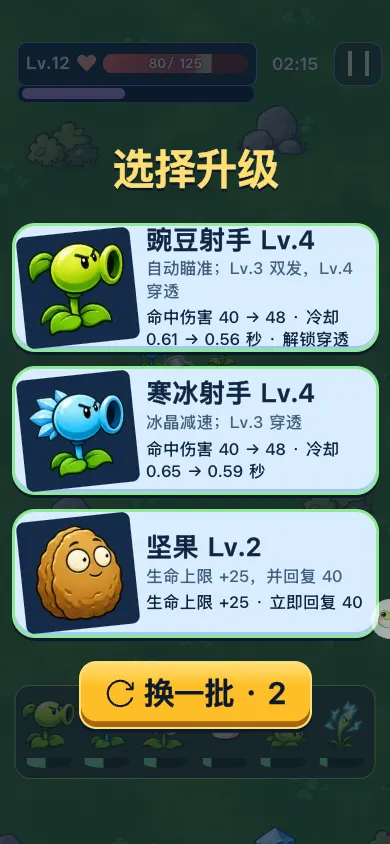 Lv.12 80/ 125 02:15
选择升级
豌豆射手 Lv.4
自动瞄准；Lv.3 双发，Lv.4
穿透
命中伤害 40 → 48 · 冷却
0.61 → 0.56 秒 · 解锁穿透
寒冰射手 Lv.4
冰晶减速；Lv.3 穿透
命中伤害 40 → 48 · 冷却
0.65 → 0.59 秒
坚果 Lv.2
生命上限 +25，并回复 40
生命上限 +25 · 立即回复 40
换一批 · 2